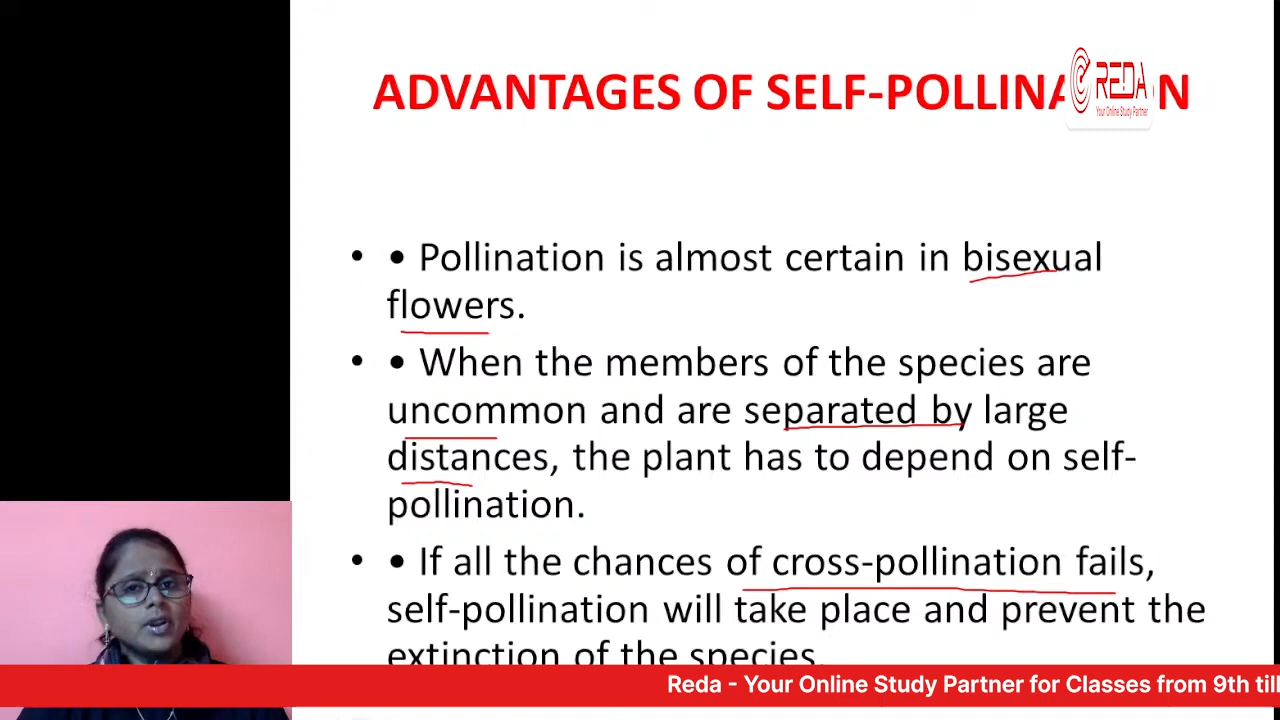 ADVANTAGES OF SELF-POLLINA N
REDA
Your Online Study Partner
• • Pollination is almost certain in bisexual
flowers.
• • When the members of the species are
uncommon and are separated by large
distances, the plant has to depend on self-
pollination.
• • If all the chances of cross-pollination fails,
self-pollination will take place and prevent the
extinction of the species.
Reda - Your Online Study Partner for Classes from 9th till